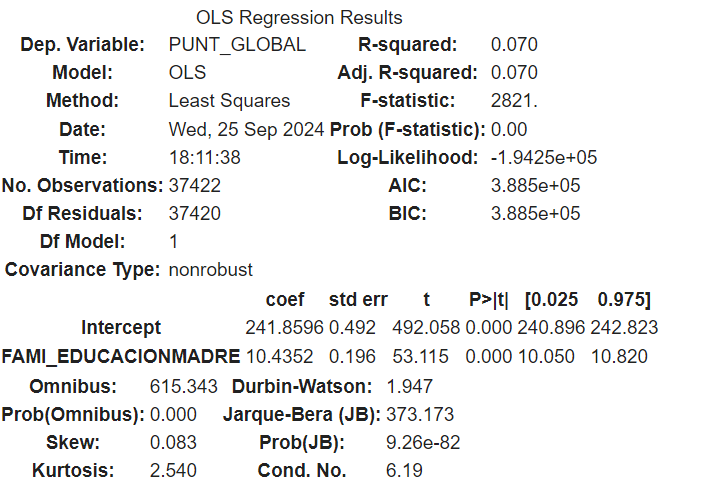 OLS Regression Results
Dep. Variable: PUNT_GLOBAL R-squared: 0.070
Model: OLS Adj. R-squared: 0.070
Method: Least Squares F-statistic: 2821.
Date: Wed, 25 Sep 2024 Prob (F-statistic): 0.00
Time: 18:11:38 Log-Likelihood: -1.9425e+05
No. Observations: 37422 AIC: 3.885e+05
Df Residuals: 37420 BIC: 3.885e+05
Df Model: 1
Covariance Type: nonrobust
coef std err t P>|t| [0.025 0.975]
Intercept 241.8596 0.492 492.058 0.000 240.896 242.823
FAMI_EDUCACIONMADRE 10.4352 0.196 53.115 0.000 10.050 10.820
Omnibus: 615.343 Durbin-Watson: 1.947
Prob(Omnibus): 0.000 Jarque-Bera (JB): 373.173
Skew: 0.083 Prob(JB): 9.26e-82
Kurtosis: 2.540 Cond. No. 6.19